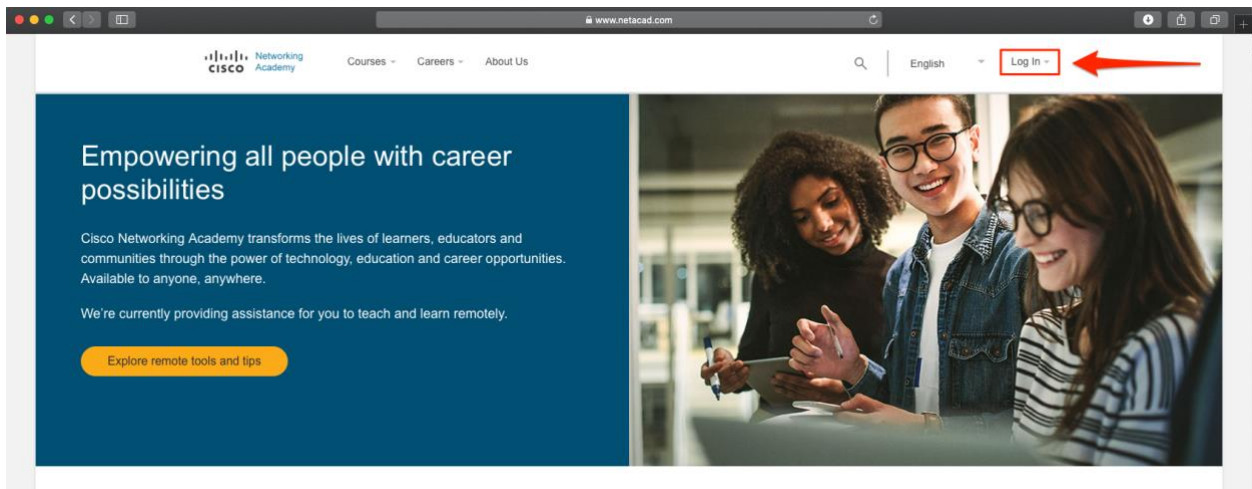 www.netacad.com
CISCO Networking Academy
Courses Careers About Us
English Log In
Empowering all people with career
possibilities
Cisco Networking Academy transforms the lives of learners, educators and
communities through the power of technology, education and career opportunities.
Available to anyone, anywhere.
We're currently providing assistance for you to teach and learn remotely.
Explore remote tools and tips